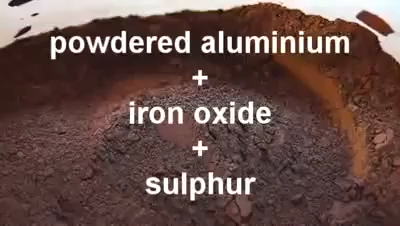 powdered aluminium
+
iron oxide
+
sulphur